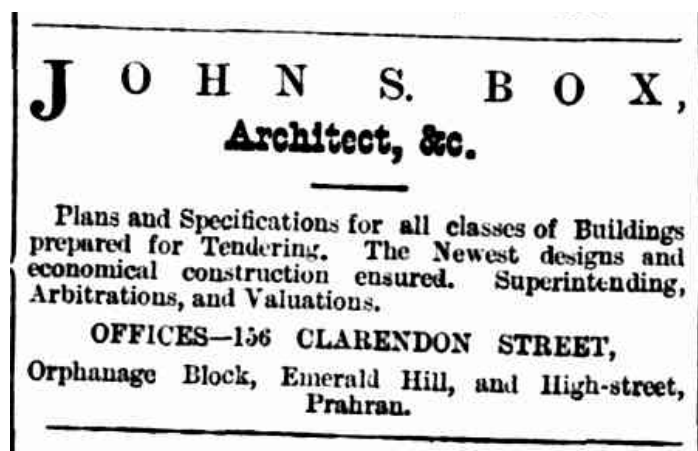 JOHN S. BOX,
Architect, &c.
Plans and Specifications for all classes of Buildings
prepared for Tendering. The Newest designs and
economical construction ensured. Superintending,
Arbitrations, and Valuations.
OFFICES—156 CLARENDON STREET,
Orphanage Block, Emerald Hill, and High-street,
Prahran.